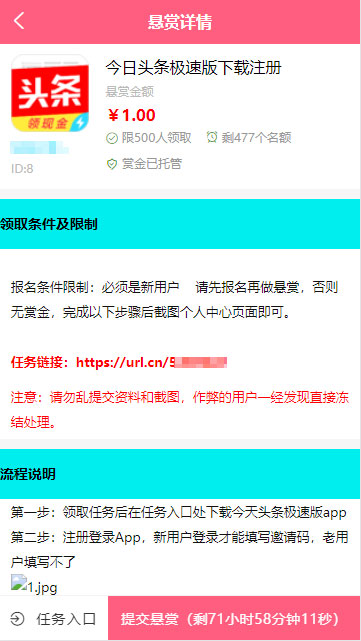 悬赏详情
头条
领现金
今日头条极速版下载注册
悬赏金额
￥1.00
限500人领取 剩477个名额
赏金已托管
ID:8
领取条件及限制
报名条件限制：必须是新用户 请先报名再做悬赏，否则
无赏金，完成以下步骤后截图个人中心页面即可。
任务链接：https://url.cn/5
注意：请勿乱提交资料和截图，作弊的用户一经发现直接冻
结处理。
流程说明
第一步：领取任务后在任务入口处下载今天头条极速版app
第二步：注册登录App，新用户登录才能填写邀请码，老用
户填写不了
1.jpg
任务入口 提交悬赏（剩71小时58分钟11秒）